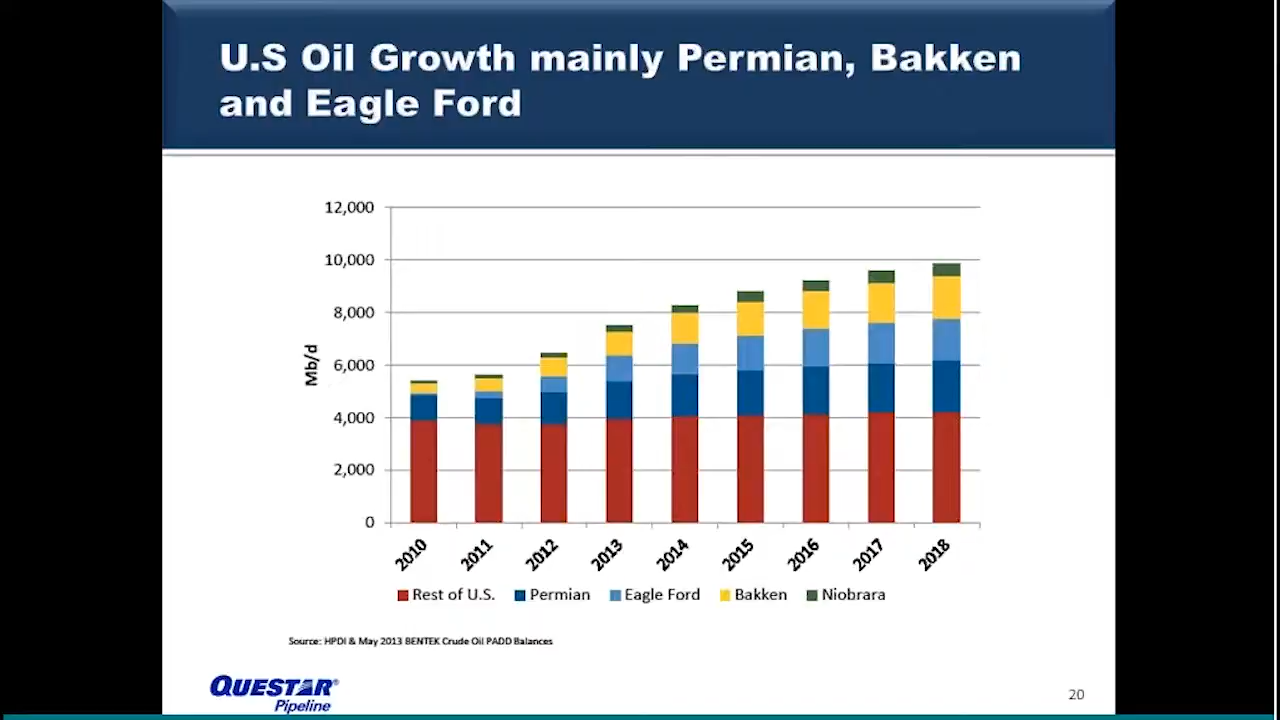 U.S Oil Growth mainly Permian, Bakken
and Eagle Ford
12,000
10,000
8,000
6,000
4,000
2,000
0
Mb/d
2010 2011 2012 2013 2014 2015 2016 2017 2018
Rest of U.S. Permian Eagle Ford Bakken Niobrara
Source: HPDI & May 2013 BENTEK Crude Oil PADD Balances
QUESTAR®
Pipeline
20